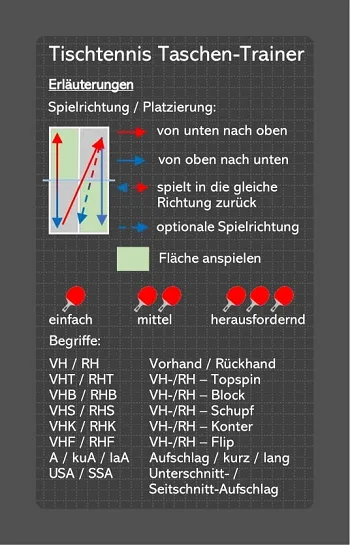 Tischtennis Taschen-Trainer
Erläuterungen
Spielrichtung / Platzierung:
von unten nach oben
von oben nach unten
spielt in die gleiche
Richtung zurück
optionale Spielrichtung
Fläche anspielen
einfach mittel herausfordernd
Begriffe:
VH / RH Vorhand / Rückhand
VHT / RHT VH-/RH – Topspin
VHB / RHB VH-/RH – Block
VHS / RHS VH-/RH – Schupf
VHK / RHK VH-/RH – Konter
VHF / RHF VH-/RH – Flip
A / kuA / laA Aufschlag / kurz / lang
USA / SSA Unterschnitt- /
Seitschnitt-Aufschlag